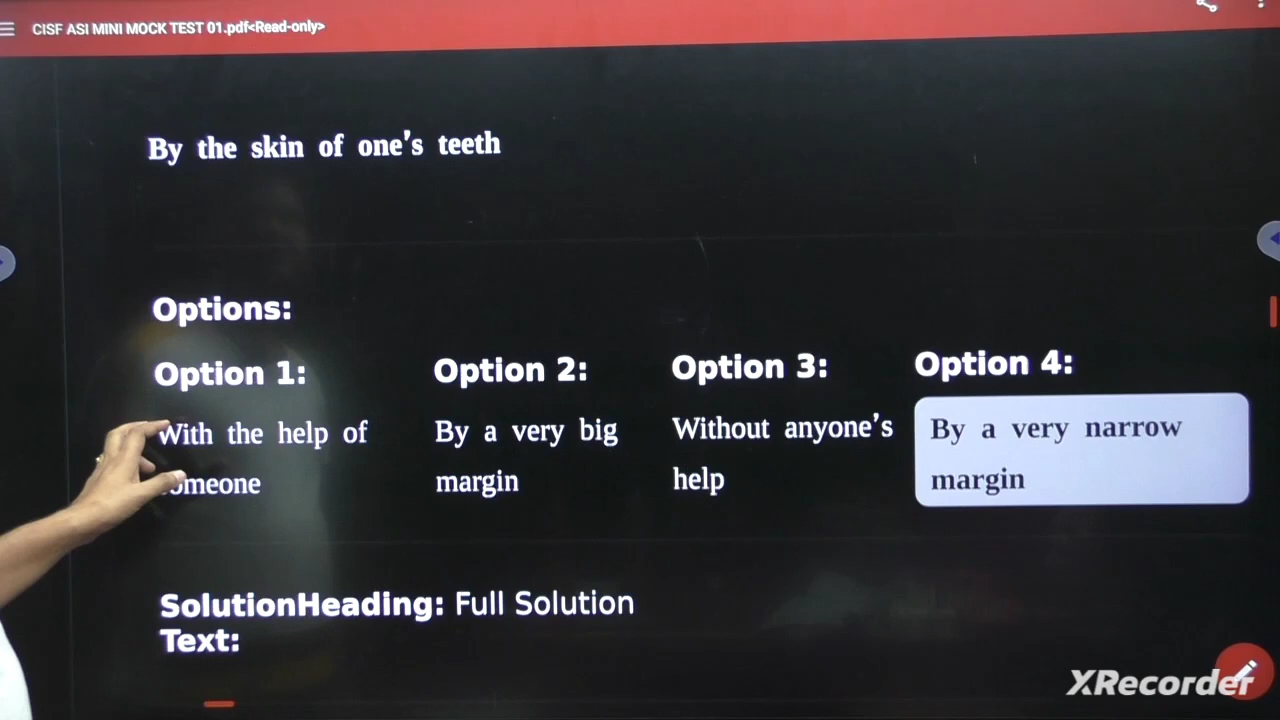 CISF ASI MINI MOCK TEST 01.pdf<Read-only>
By the skin of one's teeth
Options:
Option 1:
With the help of
someone
Option 2:
By a very big
margin
Option 3:
Without anyone's
help
Option 4:
By a very narrow
margin
SolutionHeading: Full Solution
Text:
XRecorder